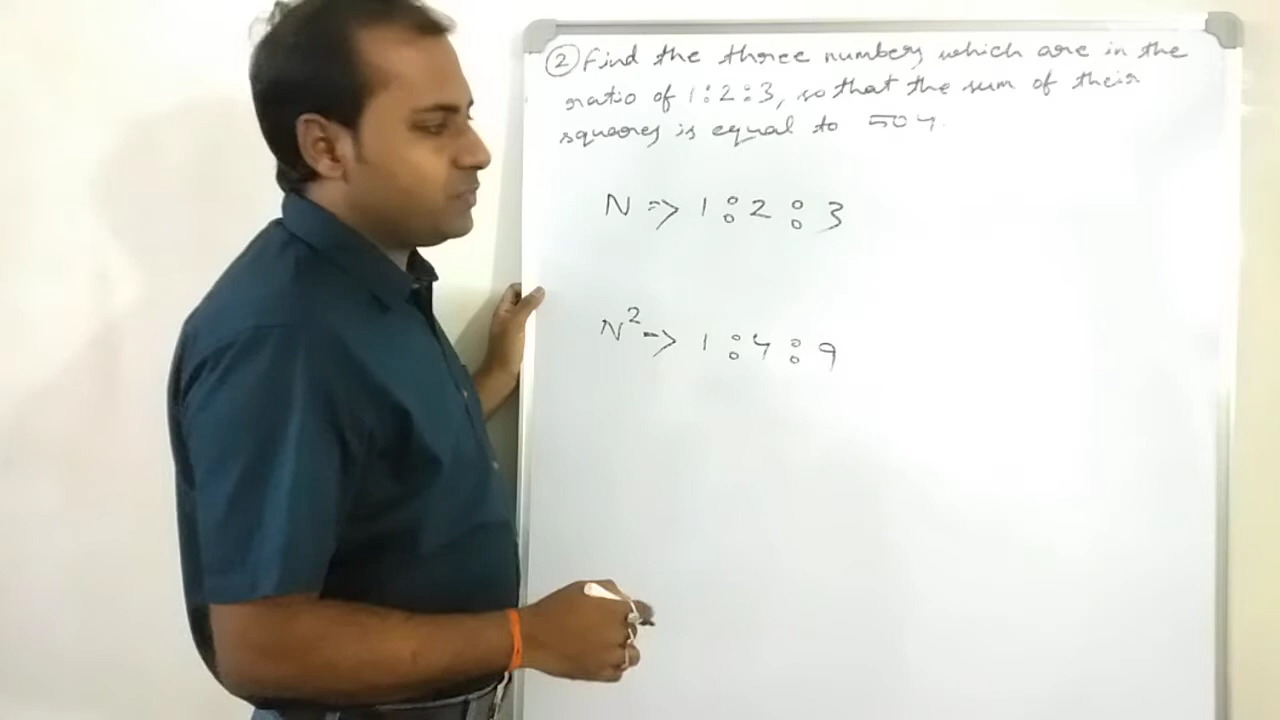 ② Find the three numbers which are in the
ratio of 1:2:3, so that the sum of their
squares is equal to 504.
N => 1 : 2 : 3
N² -> 1 : 4 : 9